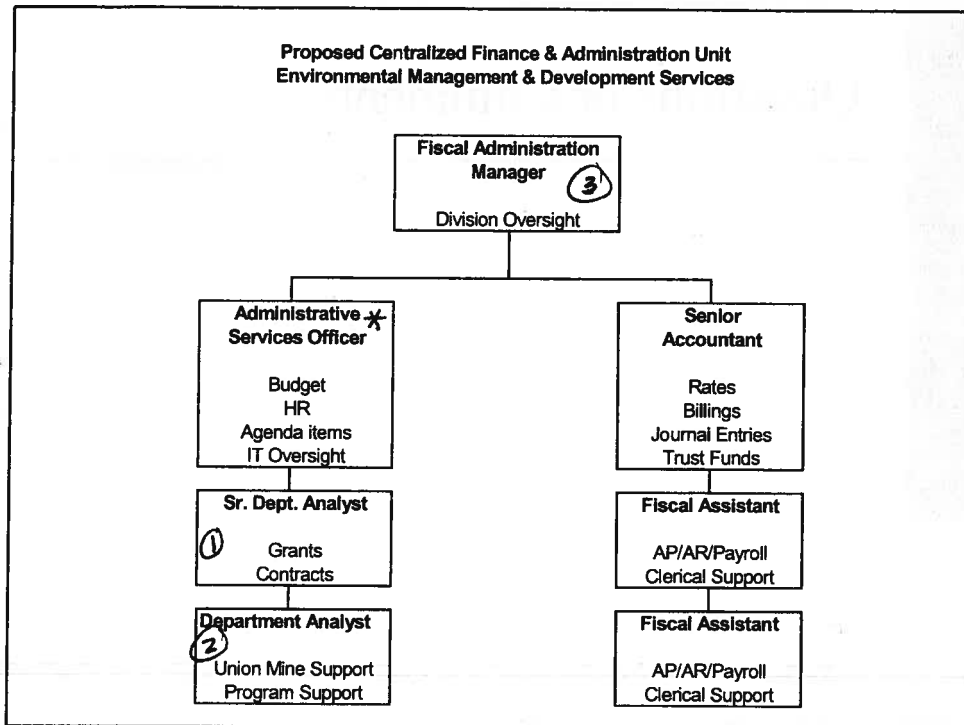 Proposed Centralized Finance & Administration Unit
Environmental Management & Development Services
Fiscal Administration
Manager
3
Division Oversight
Administrative *
Services Officer
Budget
HR
Agenda items
IT Oversight
Senior
Accountant
Rates
Billings
Journal Entries
Trust Funds
Sr. Dept. Analyst
1
Grants
Contracts
Fiscal Assistant
AP/AR/Payroll
Clerical Support
Department Analyst
2
Union Mine Support
Program Support
Fiscal Assistant
AP/AR/Payroll
Clerical Support